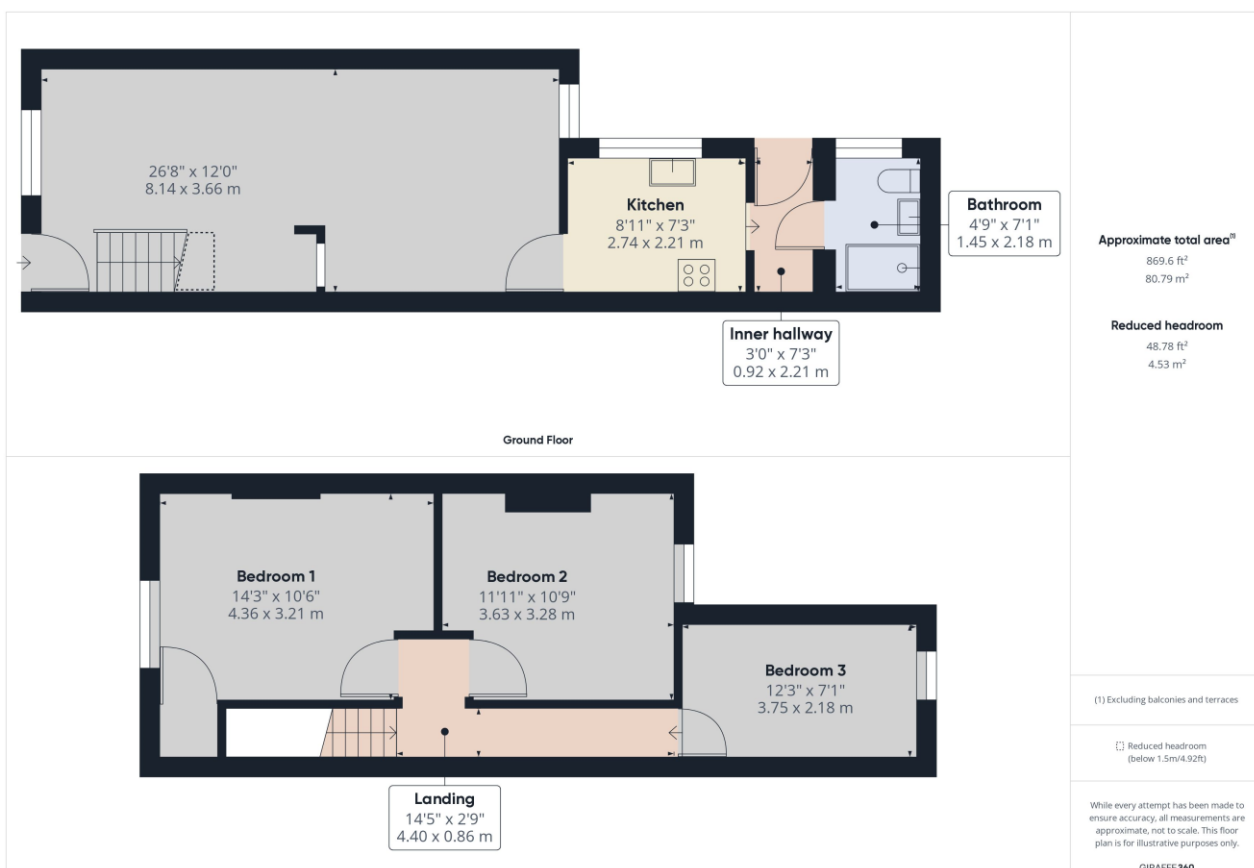 26'8" x 12'0"
8.14 x 3.66 m
Kitchen
8'11" x 7'3"
2.74 x 2.21 m
Bathroom
4'9" x 7'1"
1.45 x 2.18 m
Inner hallway
3'0" x 7'3"
0.92 x 2.21 m
Ground Floor
Bedroom 1
14'3" x 10'6"
4.36 x 3.21 m
Bedroom 2
11'11" x 10'9"
3.63 x 3.28 m
Bedroom 3
12'3" x 7'1"
3.75 x 2.18 m
Landing
14'5" x 2'9"
4.40 x 0.86 m
Approximate total area⁽¹⁾
869.6 ft²
80.79 m²
Reduced headroom
48.78 ft²
4.53 m²
(1) Excluding balconies and terraces
Reduced headroom
(below 1.5m/4.92ft)
While every attempt has been made to
ensure accuracy, all measurements are
approximate, not to scale. This floor
plan is for illustrative purposes only.
GIRAFFE360